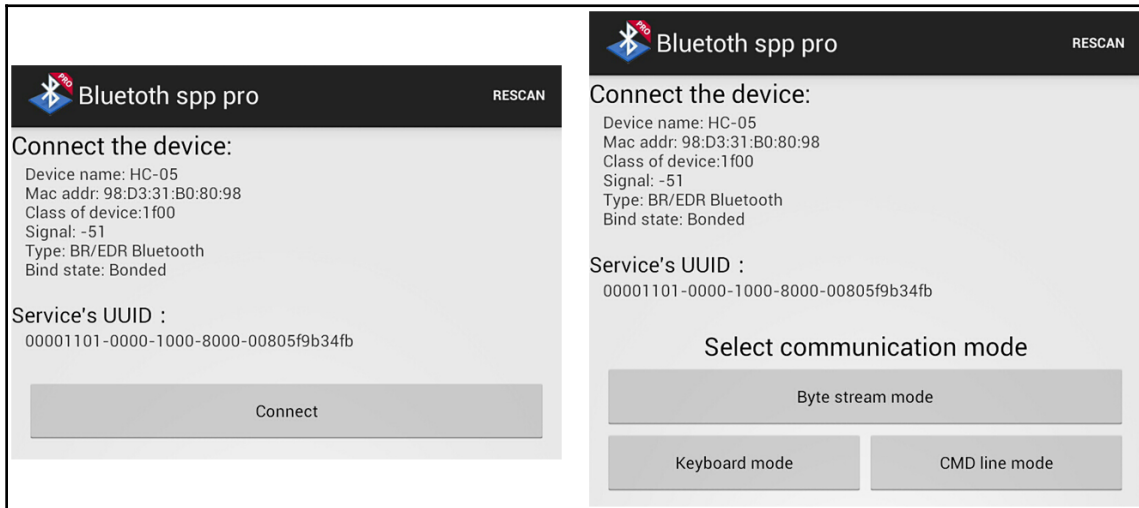 PRO
Bluetoth spp pro
RESCAN
Connect the device:
Device name: HC-05
Mac addr: 98:D3:31:B0:80:98
Class of device:1f00
Signal: -51
Type: BR/EDR Bluetooth
Bind state: Bonded
Service's UUID：
00001101-0000-1000-8000-00805f9b34fb
Connect
PRO
Bluetoth spp pro
RESCAN
Connect the device:
Device name: HC-05
Mac addr: 98:D3:31:B0:80:98
Class of device:1f00
Signal: -51
Type: BR/EDR Bluetooth
Bind state: Bonded
Service's UUID：
00001101-0000-1000-8000-00805f9b34fb
Select communication mode
Byte stream mode
Keyboard mode
CMD line mode